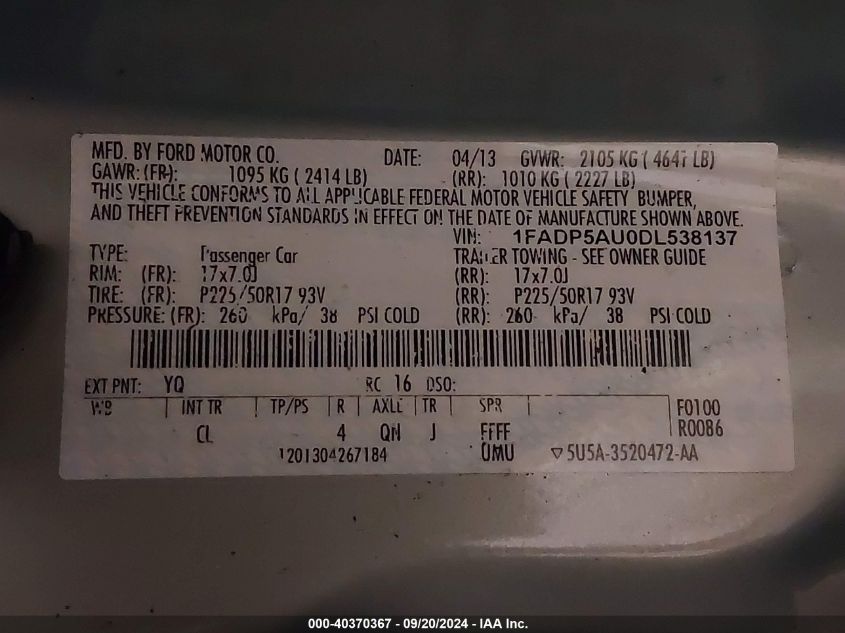 MFD. BY FORD MOTOR CO. DATE: 04/13 GVWR: 2105 KG ( 4647 LB)
GAWR: (FR): 1095 KG ( 2414 LB) (RR): 1010 KG ( 2227 LB)
THIS VEHICLE CONFORMS TO ALL APPLICABLE FEDERAL MOTOR VEHICLE SAFETY BUMPER,
AND THEFT PREVENTION STANDARDS IN EFFECT ON THE DATE OF MANUFACTURE SHOWN ABOVE.
VIN: 1FADP5AU0DL538137
TYPE: Passenger Car TRAILER TOWING - SEE OWNER GUIDE
RIM: (FR): 17x7.0J (RR): 17x7.0J
TIRE: (FR): P225/50R17 93V (RR): P225/50R17 93V
PRESSURE: (FR): 260 kPa/ 38 PSI COLD (RR): 260 kPa/ 38 PSI COLD
EXT PNT: YQ RC 16 DSO:
WB INT TR TP/PS R AXLE TR SPR F0100
CL 4 QN J FFFF R0086
1201304267184 UMU ▽5U5A-3520472-AA
000-40370367 - 09/20/2024 - IAA Inc.